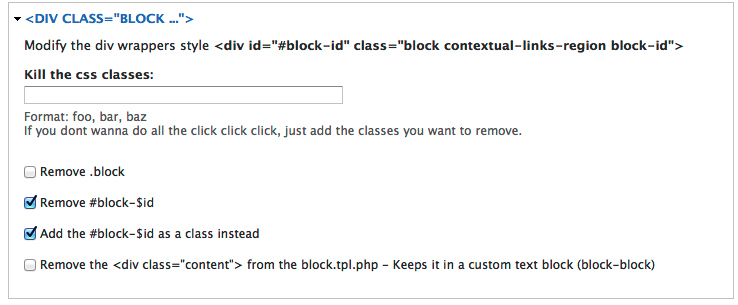 <DIV CLASS="BLOCK ...">
Modify the div wrappers style <div id="#block-id" class="block contextual-links-region block-id">
Kill the css classes:
Format: foo, bar, baz
If you dont wanna do all the click click click, just add the classes you want to remove.
Remove .block
Remove #block-$id
Add the #block-$id as a class instead
Remove the <div class="content"> from the block.tpl.php – Keeps it in a custom text block (block-block)